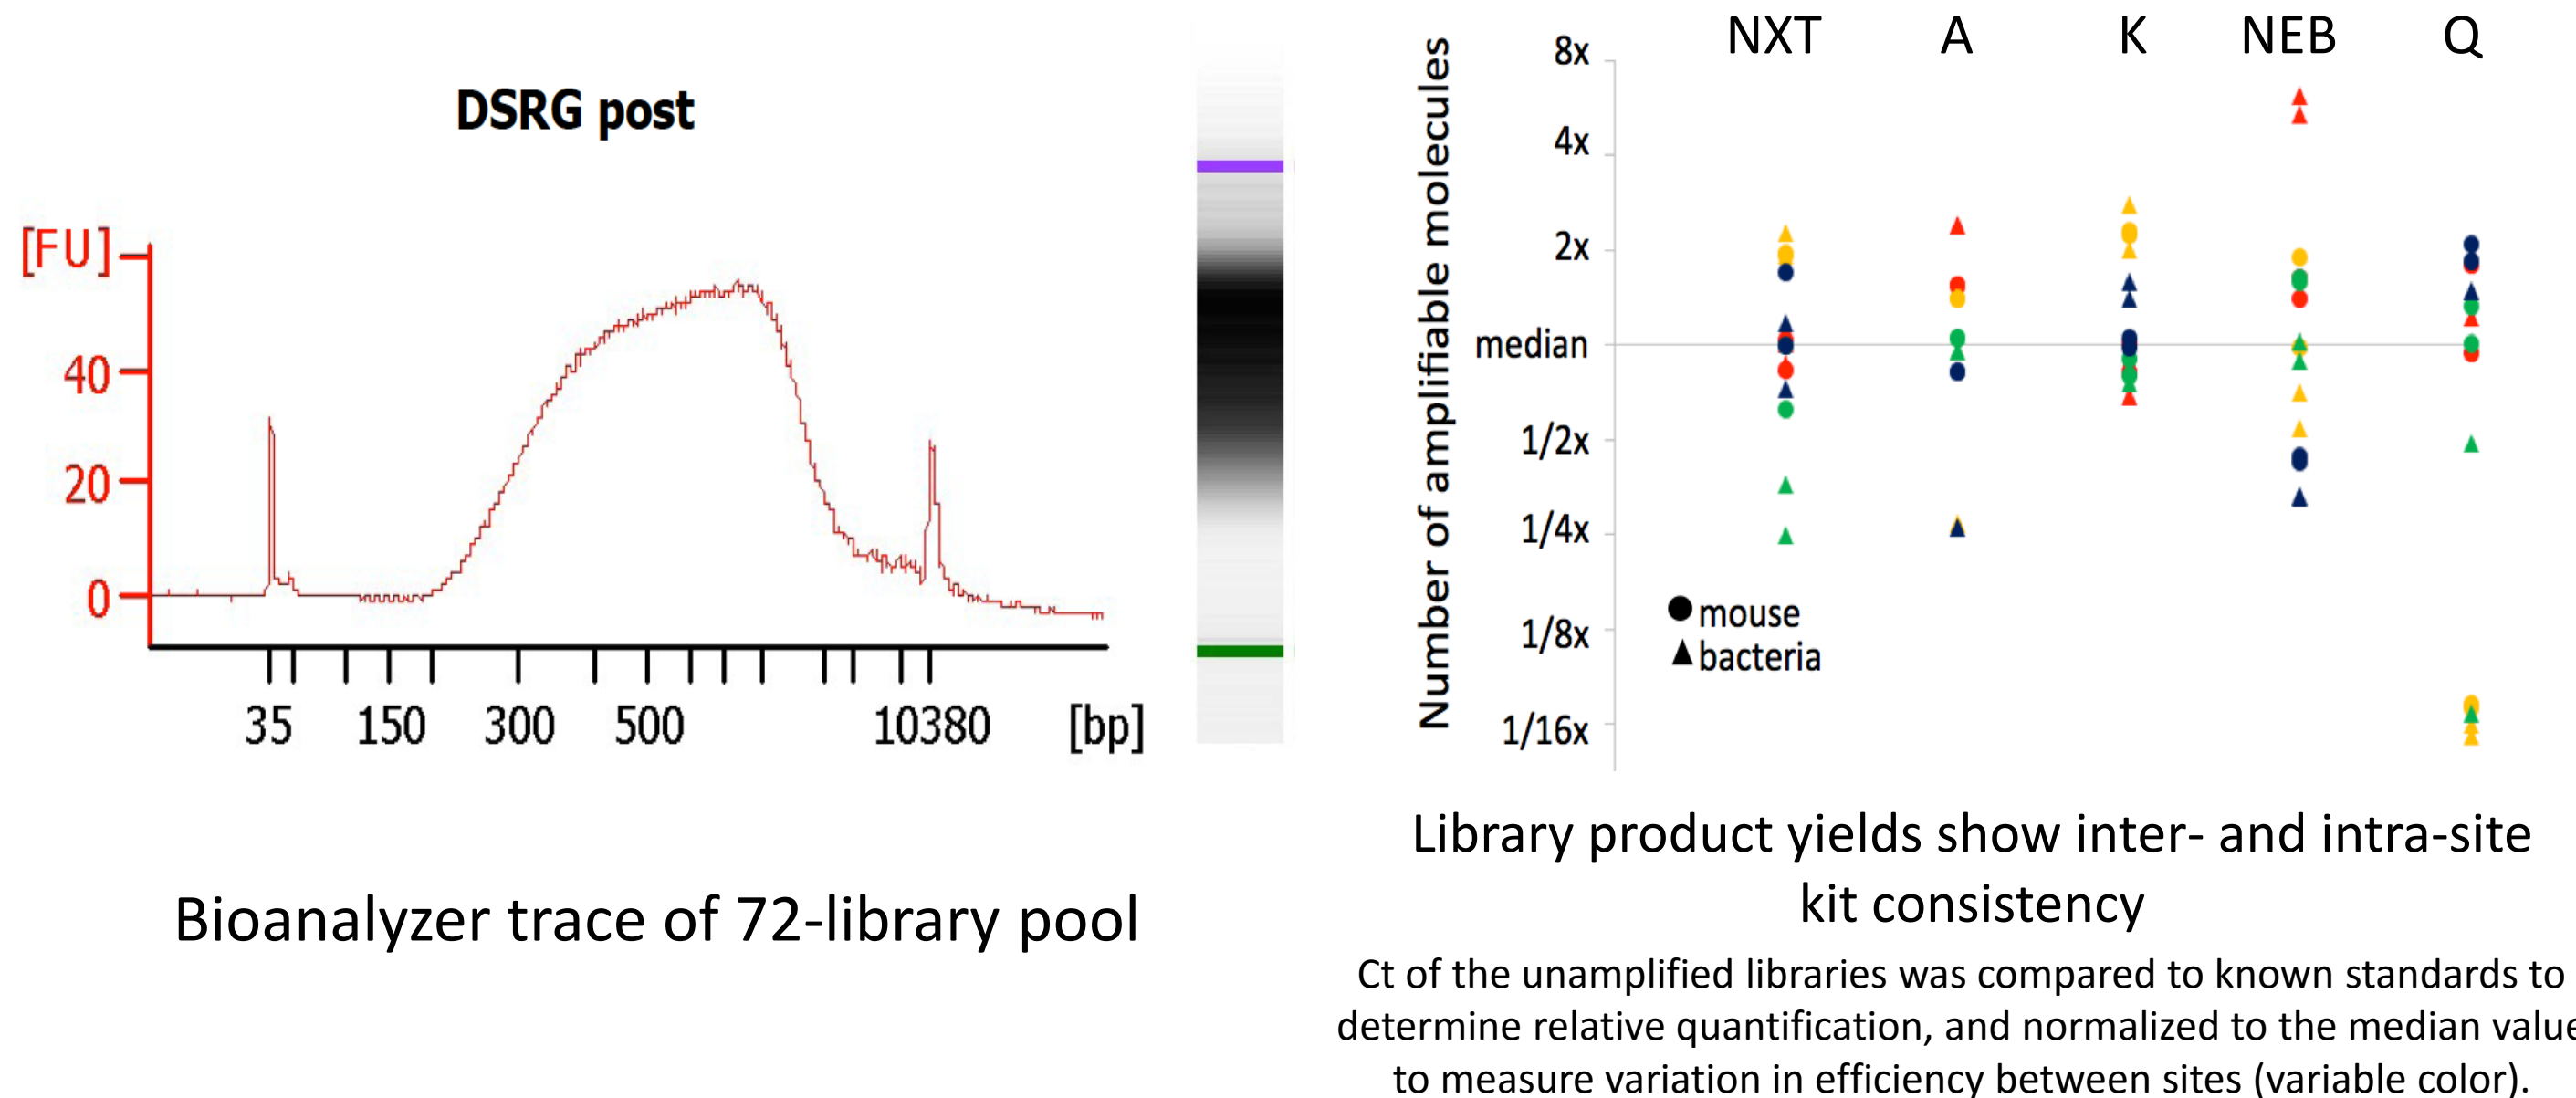 DSRG post
[FU]
40
20
0
35 150 300 500 10380 [bp]
Bioanalyzer trace of 72-library pool
NXT A K NEB Q
Number of amplifiable molecules
8x
4x
2x
median
1/2x
1/4x
1/8x
1/16x
mouse
bacteria
Library product yields show inter- and intra-site
kit consistency
Ct of the unamplified libraries was compared to known standards to
determine relative quantification, and normalized to the median value
to measure variation in efficiency between sites (variable color).